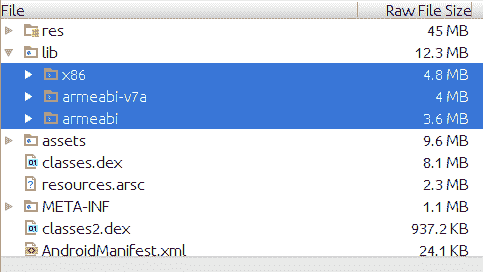 File Raw File Size
res 45 MB
lib 12.3 MB
x86 4.8 MB
armeabi-v7a 4 MB
armeabi 3.6 MB
assets 9.6 MB
classes.dex 8.1 MB
resources.arsc 2.3 MB
META-INF 1.1 MB
classes2.dex 937.2 KB
AndroidManifest.xml 24.1 KB